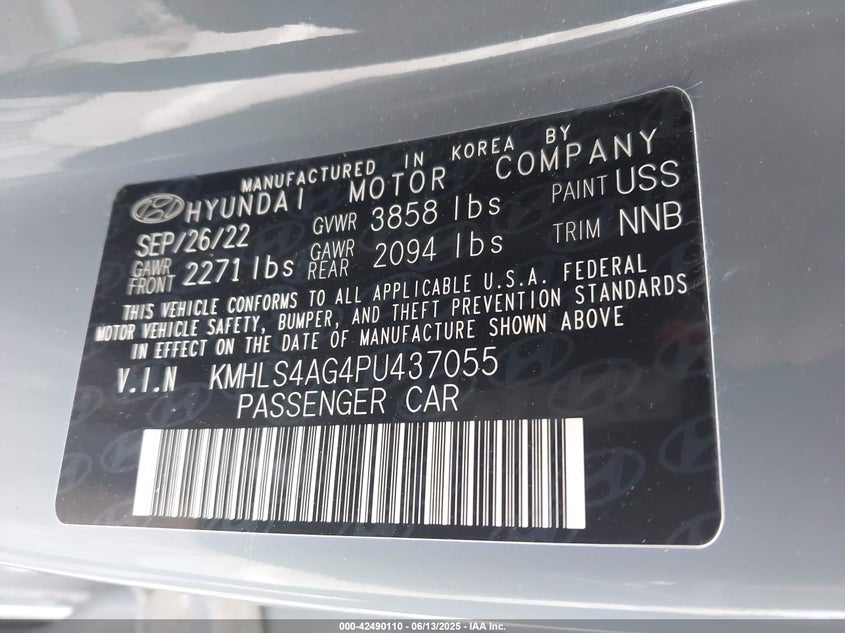 MANUFACTURED IN KOREA BY
HYUNDAI MOTOR COMPANY
SEP/26/22 GVWR 3858 lbs PAINT USS
GAWR FRONT 2271 lbs GAWR REAR 2094 lbs TRIM NNB
THIS VEHICLE CONFORMS TO ALL APPLICABLE U.S.A. FEDERAL
MOTOR VEHICLE SAFETY, BUMPER, AND THEFT PREVENTION STANDARDS
IN EFFECT ON THE DATE OF MANUFACTURE SHOWN ABOVE
V.I.N KMHLS4AG4PU437055
PASSENGER CAR
000-42490110 - 06/13/2025 - IAA Inc.